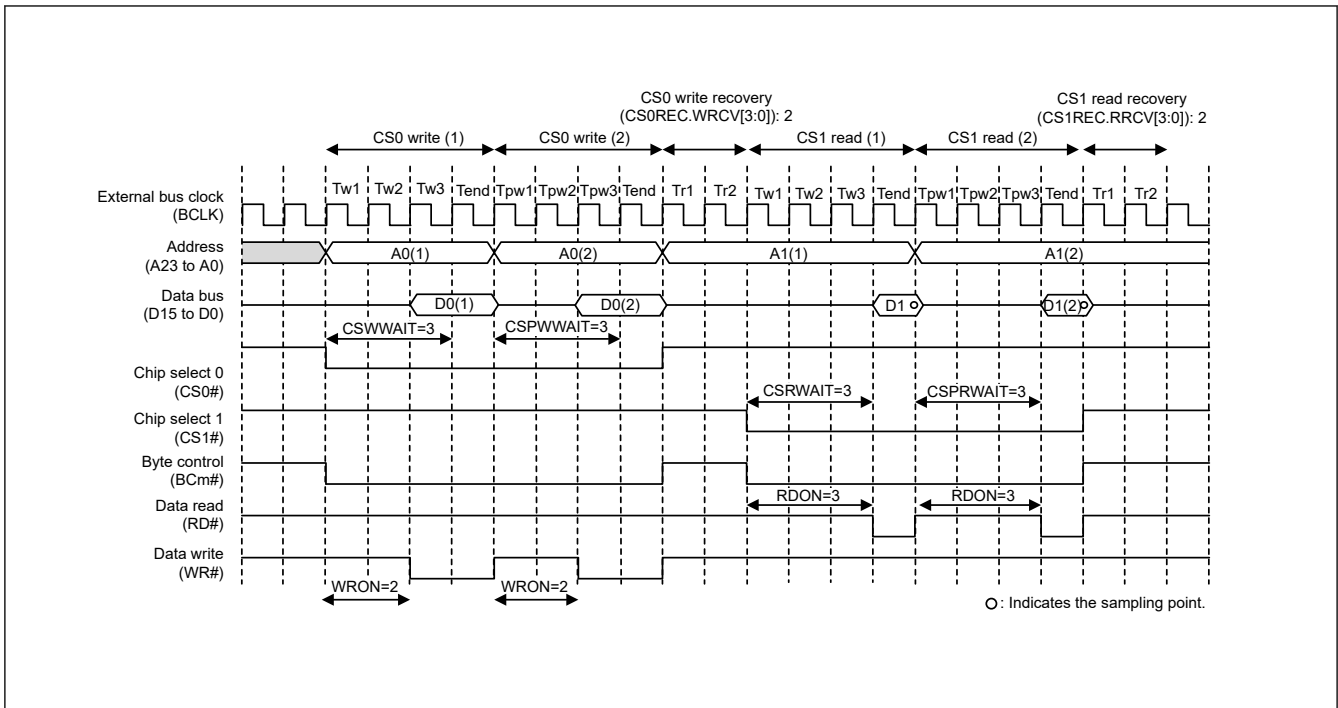 CS0 write recovery
(CS0REC.WRCV[3:0]): 2
CS1 read recovery
(CS1REC.RRCV[3:0]): 2
CS0 write (1)
CS0 write (2)
CS1 read (1)
CS1 read (2)
External bus clock
(BCLK)
Tw1 Tw2 Tw3 Tend Tpw1 Tpw2 Tpw3 Tend Tr1 Tr2 Tw1 Tw2 Tw3 Tend Tpw1 Tpw2 Tpw3 Tend Tr1 Tr2
Address
(A23 to A0)
A0(1) A0(2) A1(1) A1(2)
Data bus
(D15 to D0)
D0(1) D0(2) D1 D1(2)
CSWWAIT=3 CSPWWAIT=3
Chip select 0
(CS0#)
CSRWAIT=3 CSPRWAIT=3
Chip select 1
(CS1#)
Byte control
(BCm#)
RDON=3 RDON=3
Data read
(RD#)
Data write
(WR#)
WRON=2 WRON=2
: Indicates the sampling point.